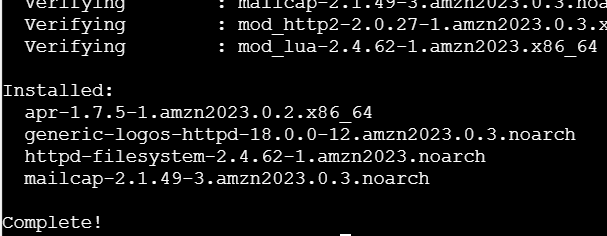 Verifying : mailcap-2.1.49-3.amzn2023.0.3.noa
Verifying : mod_http2-2.0.27-1.amzn2023.0.3.x
Verifying : mod_lua-2.4.62-1.amzn2023.x86_64
Installed:
apr-1.7.5-1.amzn2023.0.2.x86_64
generic-logos-httpd-18.0.0-12.amzn2023.0.3.noarch
httpd-filesystem-2.4.62-1.amzn2023.noarch
mailcap-2.1.49-3.amzn2023.0.3.noarch
Complete!